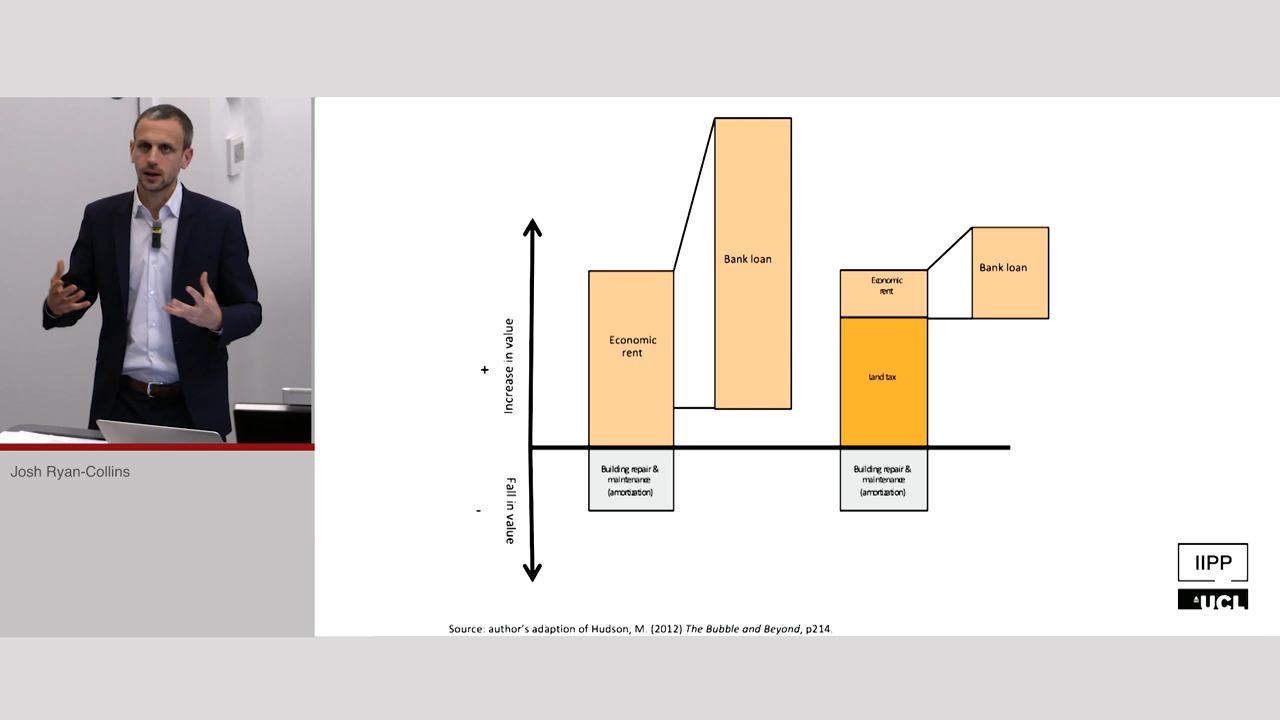 Josh Ryan-Collins
+
Increase in value
-
Fall in value
Economic
rent
Bank loan
Building repair &
maintenance
(amortization)
Economic
rent
land tax
Bank loan
Building repair &
maintenance
(amortization)
IIPP
UCL
Source: author's adaption of Hudson, M. (2012) The Bubble and Beyond, p214.